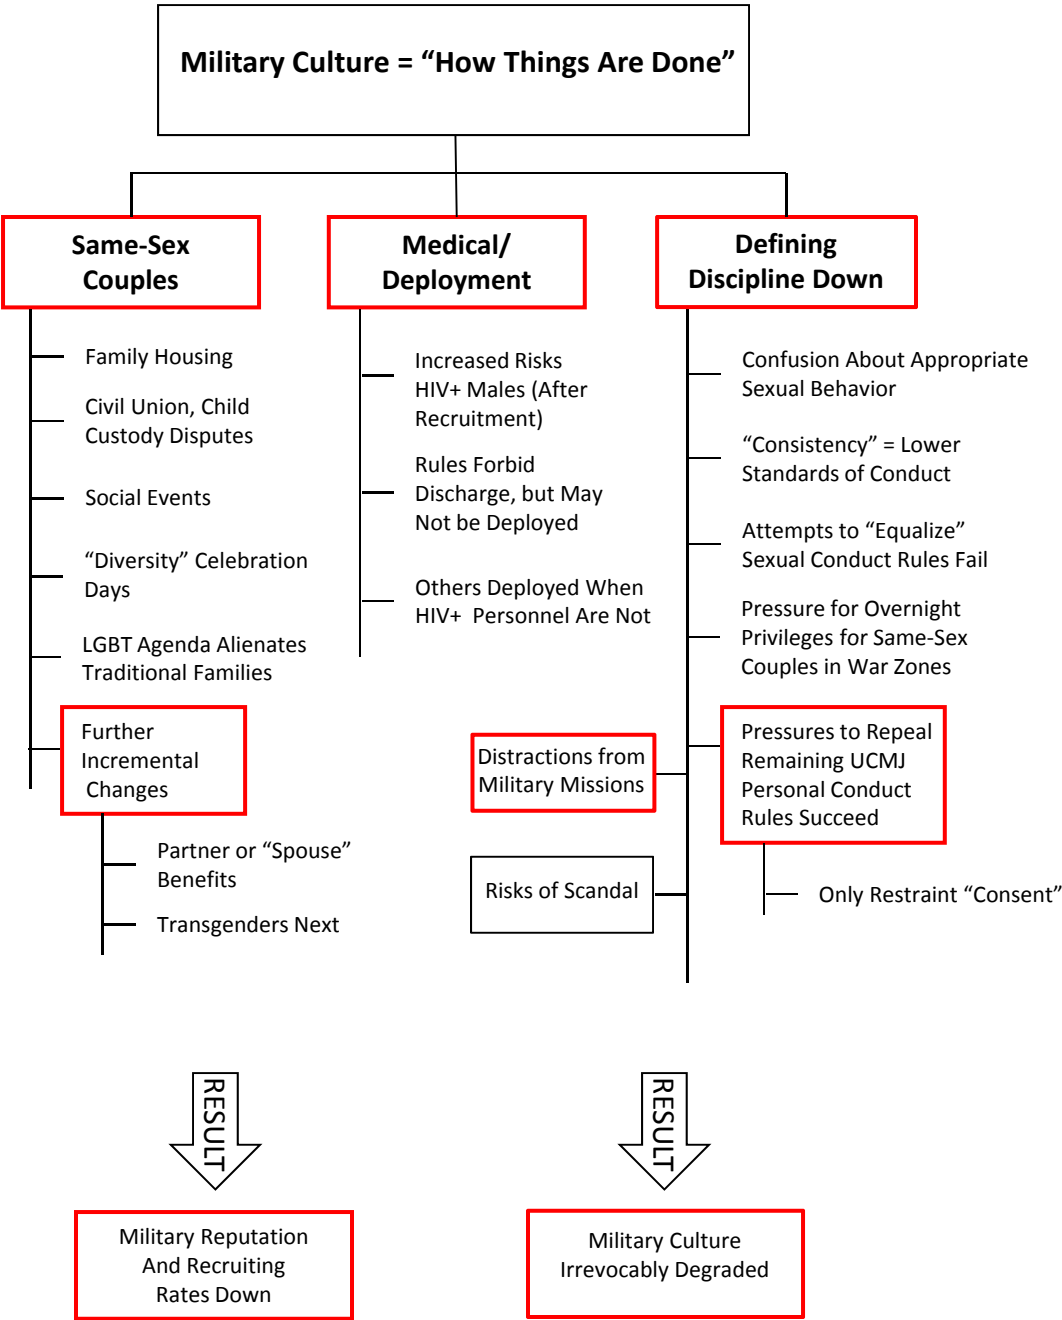 Military Culture = “How Things Are Done”
Same-Sex
Couples
Family Housing
Civil Union, Child
Custody Disputes
Social Events
“Diversity” Celebration
Days
LGBT Agenda Alienates
Traditional Families
Further
Incremental
Changes
Partner or “Spouse”
Benefits
Transgenders Next
Medical/
Deployment
Increased Risks
HIV+ Males (After
Recruitment)
Rules Forbid
Discharge, but May
Not be Deployed
Others Deployed When
HIV+ Personnel Are Not
Defining
Discipline Down
Confusion About Appropriate
Sexual Behavior
“Consistency” = Lower
Standards of Conduct
Attempts to “Equalize”
Sexual Conduct Rules Fail
Pressure for Overnight
Privileges for Same-Sex
Couples in War Zones
Distractions from
Military Missions
Pressures to Repeal
Remaining UCMJ
Personal Conduct
Rules Succeed
Risks of Scandal
Only Restraint “Consent”
RESULT
Military Reputation
And Recruiting
Rates Down
RESULT
Military Culture
Irrevocably Degraded